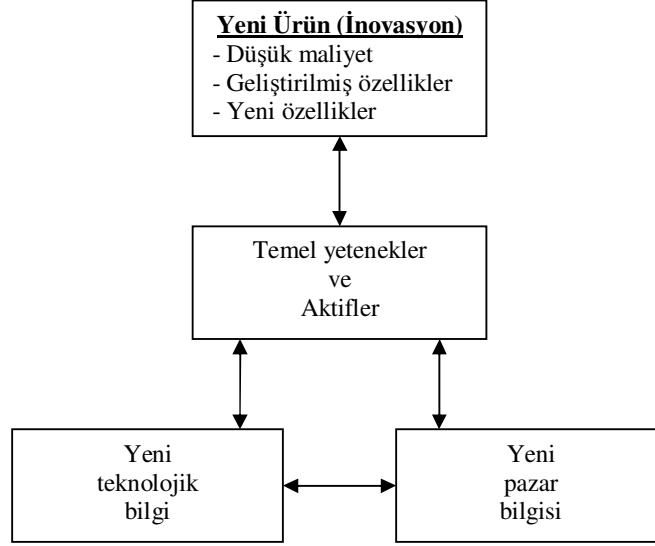 Yeni Ürün (İnovasyon)
- Düşük maliyet
- Geliştirilmiş özellikler
- Yeni özellikler
Temel yetenekler
ve
Aktifler
Yeni
teknolojik
bilgi
Yeni
pazar
bilgisi